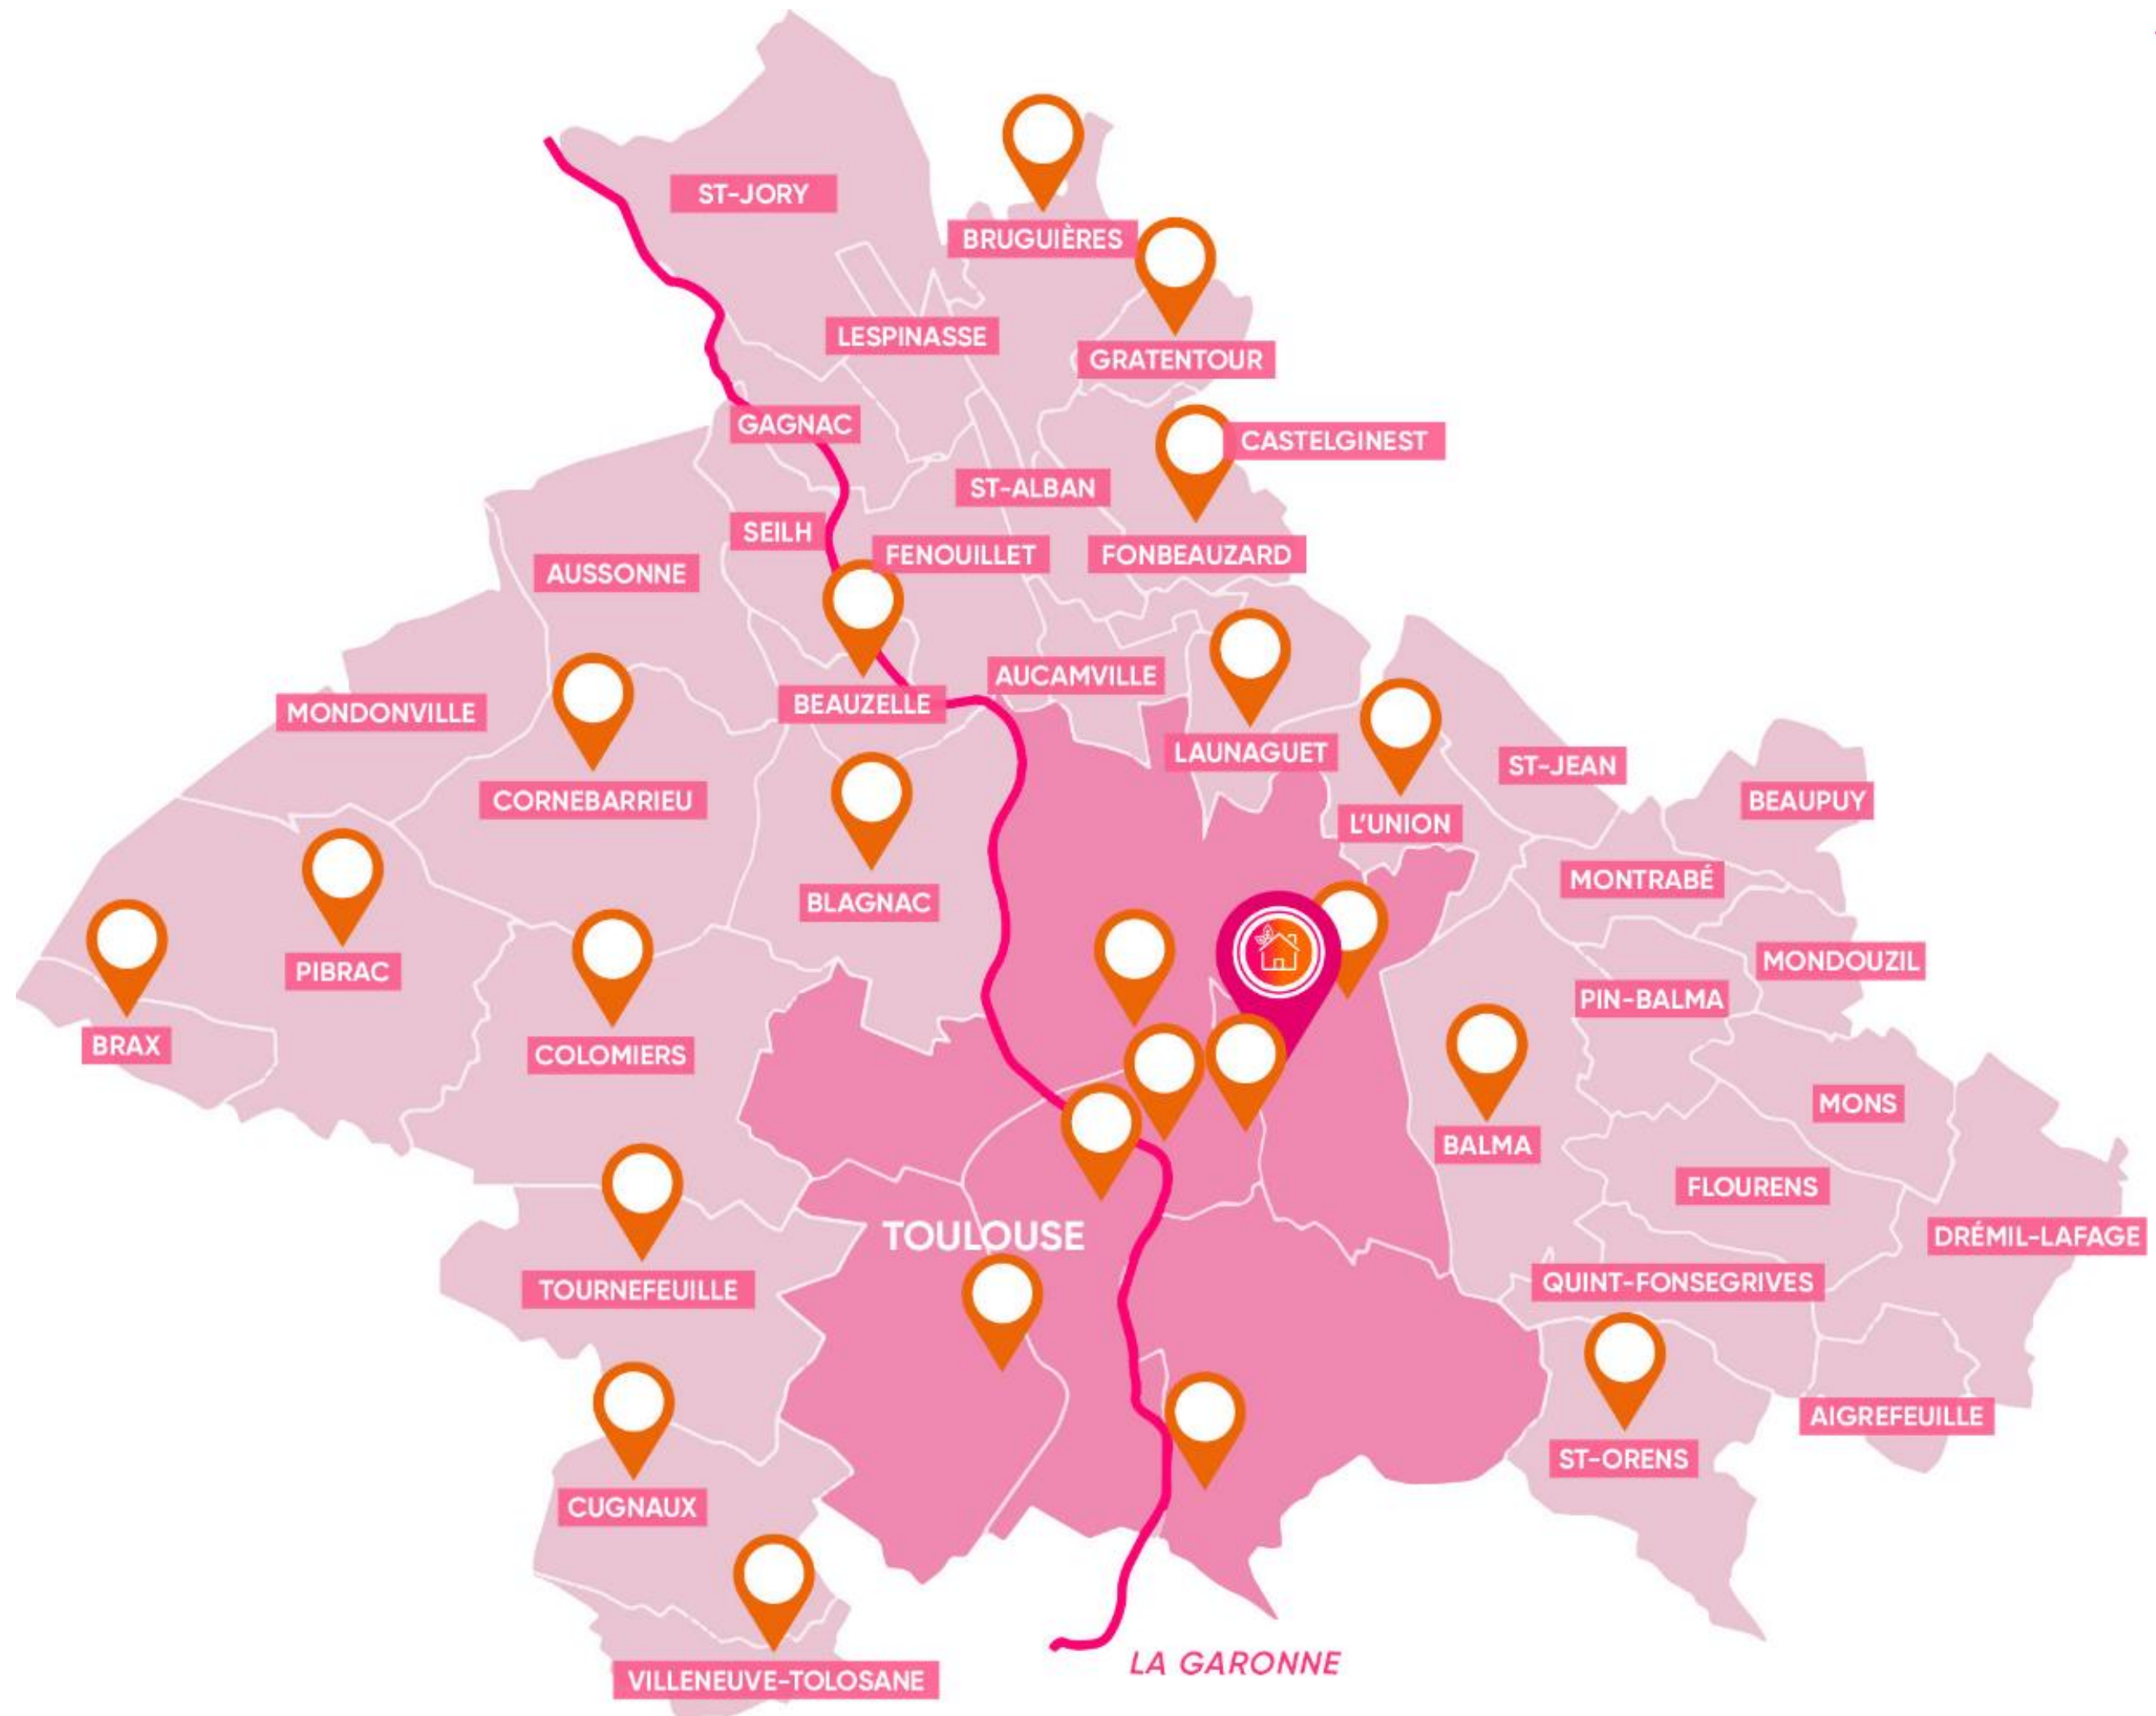 ST-JORY
BRUGUIÈRES
LESPINASSE
GRATENTOUR
GAGNAC
CASTELGINEST
ST-ALBAN
SEILH
FENOUILLET
FONBEAUZARD
AUSSONNE
AUCAMVILLE
BEAUZELLE
MONDONVILLE
LAUNAGUET
ST-JEAN
CORNEBARRIEU
BEAUPUY
L'UNION
MONTRABÉ
BLAGNAC
MONDOUZIL
PIBRAC
PIN-BALMA
BRAX
COLOMIERS
MONS
BALMA
FLOURENS
TOULOUSE
DRÉMIL-LAFAGE
QUINT-FONSEGRIVES
TOURNEFEUILLE
AIGREFEUILLE
ST-ORENS
CUGNAUX
LA GARONNE
VILLENEUVE-TOLOSANE